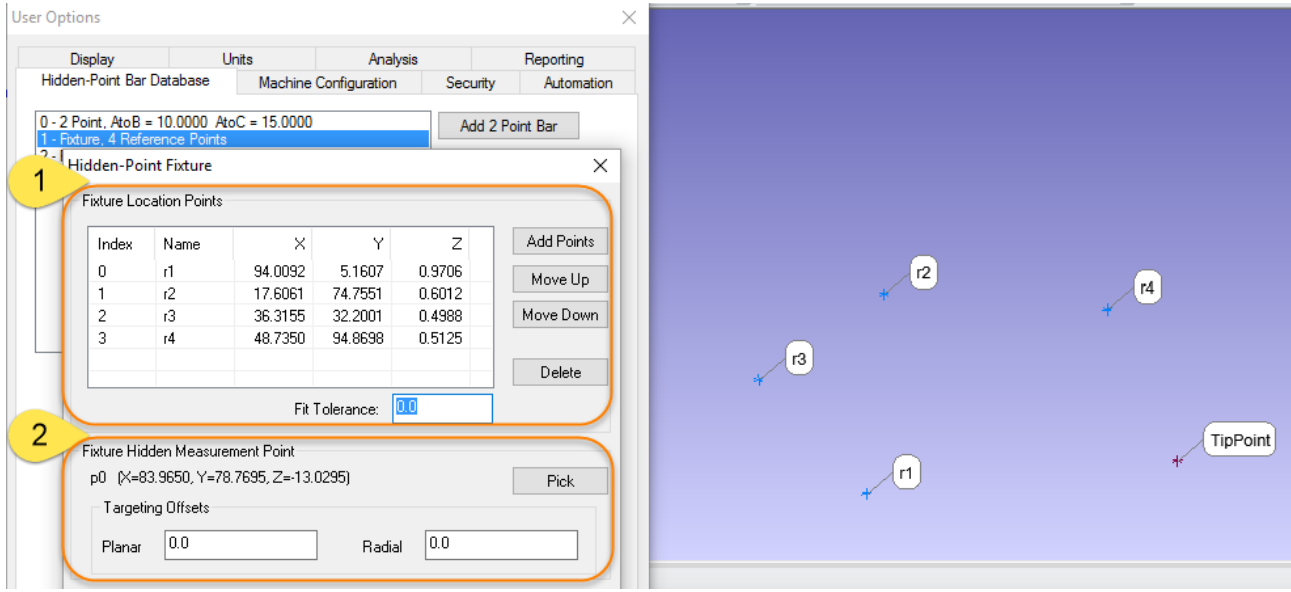 User Options
Display Units Analysis Reporting
Hidden-Point Bar Database Machine Configuration Security Automation
0 - 2 Point, AtoB = 10.0000 AtoC = 15.0000
Add 2 Point Bar
1 - Fixture, 4 Reference Points
2 -
Hidden-Point Fixture
1
Fixture Location Points
Index Name X Y Z
0 r1 94.0092 5.1607 0.9706
1 r2 17.6061 74.7551 0.6012
2 r3 36.3155 32.2001 0.4988
3 r4 48.7350 94.8698 0.5125
Add Points
Move Up
Move Down
Delete
Fit Tolerance: 0.0
2
Fixture Hidden Measurement Point
p0 (X=83.9650, Y=78.7695, Z=-13.0295)
Pick
Targeting Offsets
Planar 0.0 Radial 0.0
r2
r4
r3
TipPoint
r1